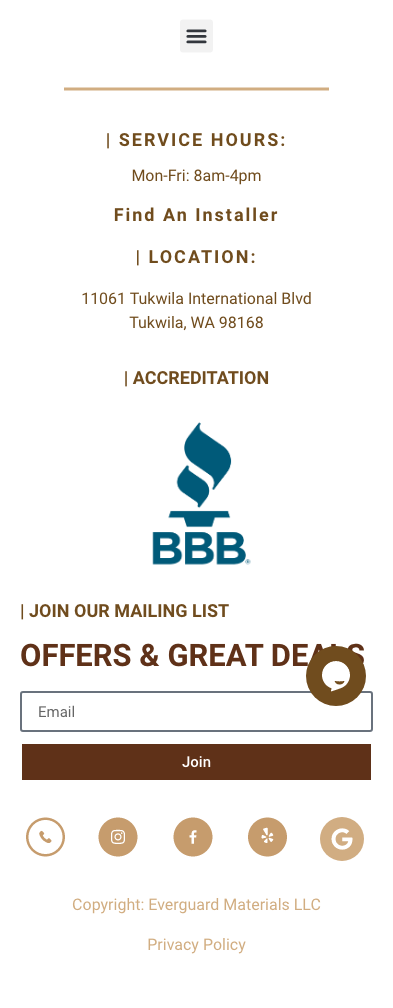 | SERVICE HOURS:
Mon-Fri: 8am-4pm
Find An Installer
| LOCATION:
11061 Tukwila International Blvd
Tukwila, WA 98168
| ACCREDITATION
BBB
| JOIN OUR MAILING LIST
OFFERS & GREAT DEALS
Email
Join
Copyright: Everguard Materials LLC
Privacy Policy